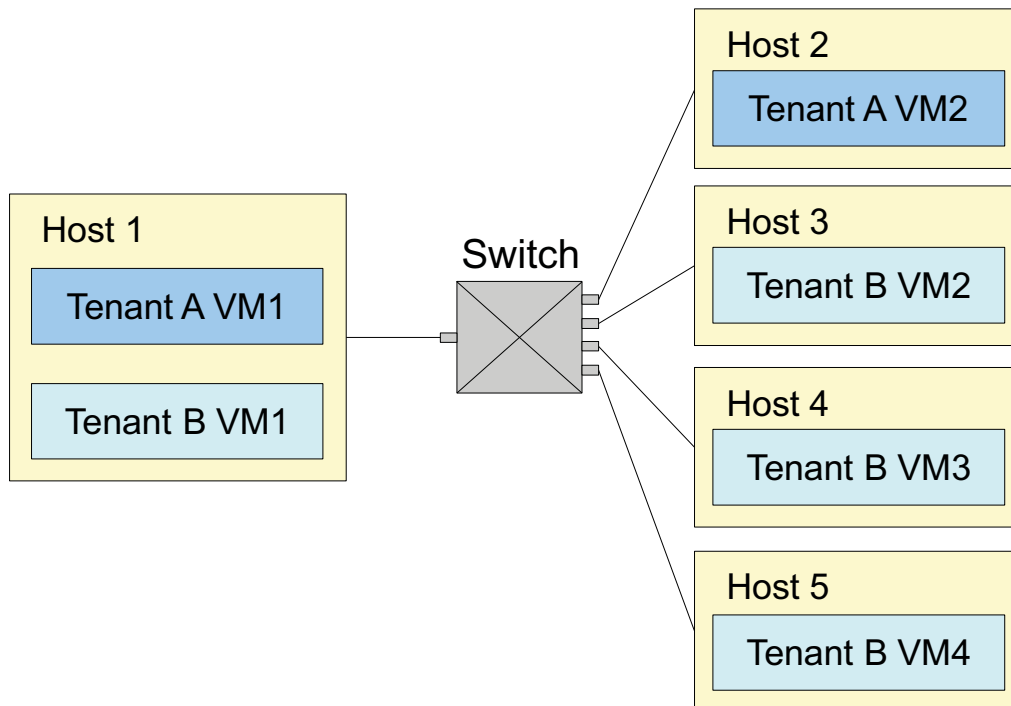 Host 1
Tenant A VM1
Tenant B VM1
Switch
Host 2
Tenant A VM2
Host 3
Tenant B VM2
Host 4
Tenant B VM3
Host 5
Tenant B VM4